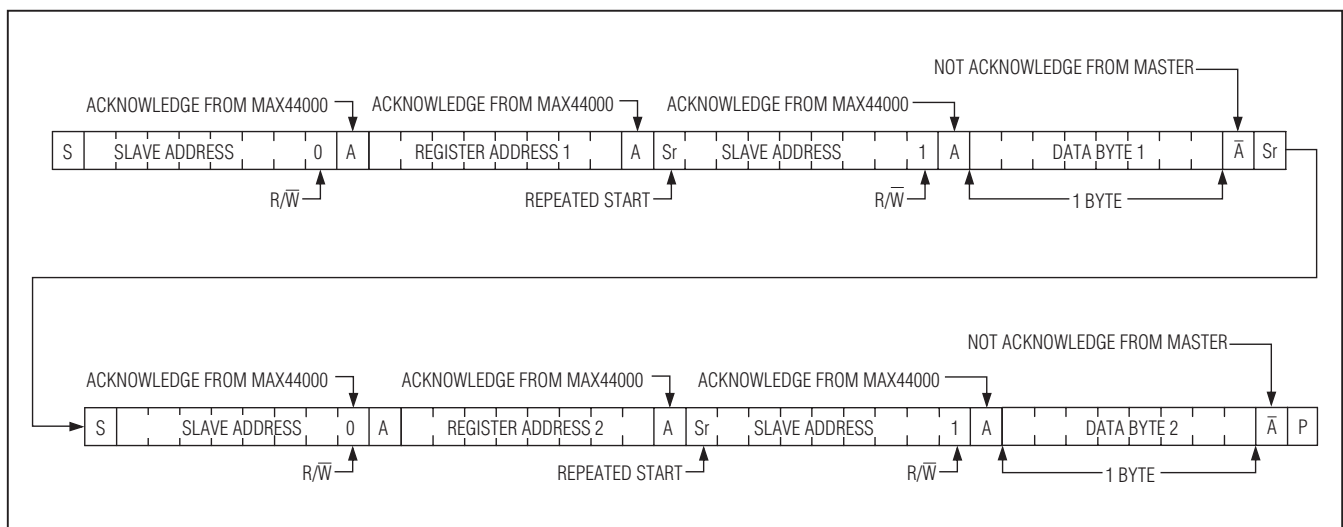 NOT ACKNOWLEDGE FROM MASTER
ACKNOWLEDGE FROM MAX44000 ACKNOWLEDGE FROM MAX44000 ACKNOWLEDGE FROM MAX44000
S SLAVE ADDRESS 0 A REGISTER ADDRESS 1 A Sr SLAVE ADDRESS 1 A DATA BYTE 1 A̅ Sr
R/W̅ REPEATED START R/W̅ 1 BYTE
NOT ACKNOWLEDGE FROM MASTER
ACKNOWLEDGE FROM MAX44000 ACKNOWLEDGE FROM MAX44000 ACKNOWLEDGE FROM MAX44000
S SLAVE ADDRESS 0 A REGISTER ADDRESS 2 A Sr SLAVE ADDRESS 1 A DATA BYTE 2 A̅ P
R/W̅ REPEATED START R/W̅ 1 BYTE